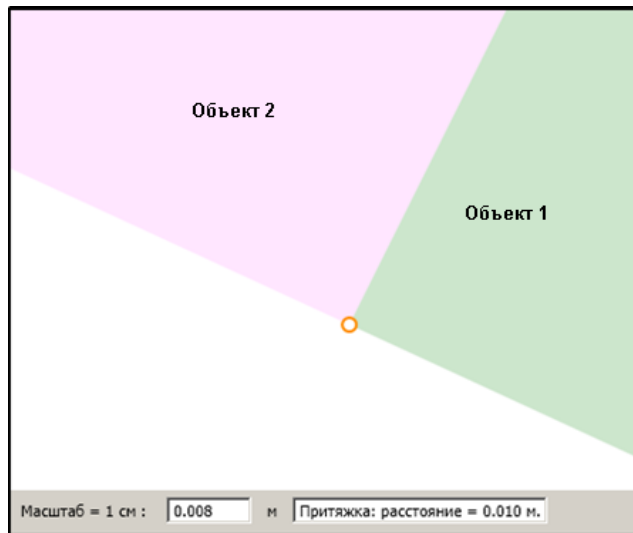 Объект 2
Объект 1
Масштаб = 1 см : 0.008 м Притяжка: расстояние = 0.010 м.